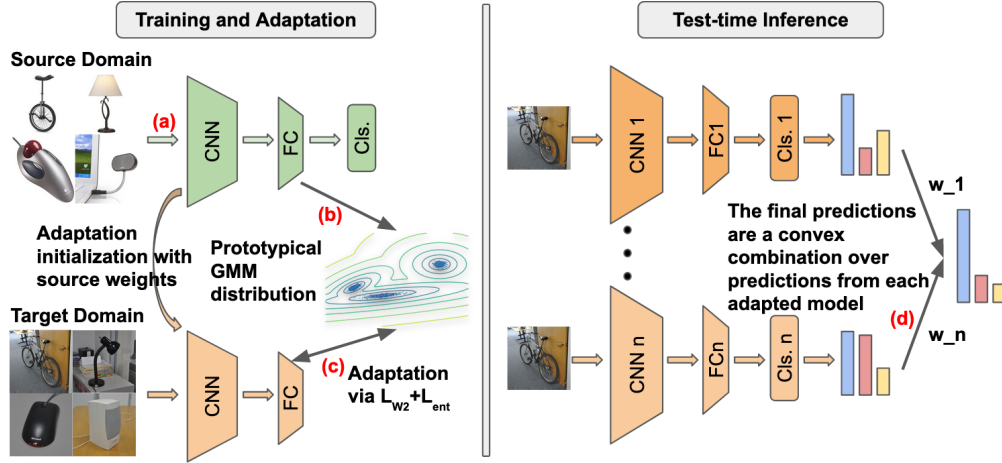 Training and Adaptation
Source Domain
(a)
CNN
FC
Cls.
(b)
Adaptation
initialization with
source weights
Prototypical
GMM
distribution
Target Domain
CNN
FC
(c)
Adaptation
via L_W2+L_ent
Test-time Inference
CNN 1
FC1
Cls. 1
w_1
The final predictions
are a convex
combination over
predictions from each
adapted model
(d)
w_n
CNN n
FCn
Cls. n